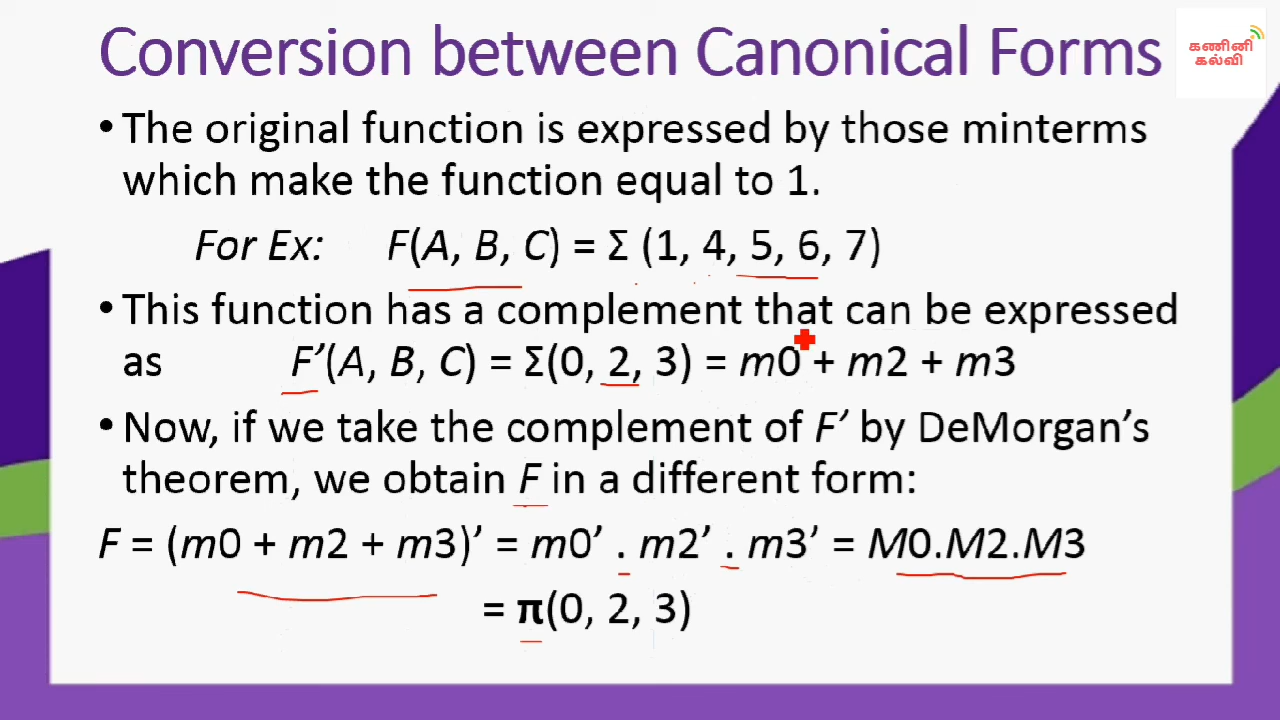 Conversion between Canonical Forms
கணினி
கல்வி
• The original function is expressed by those minterms
which make the function equal to 1.
For Ex: F(A, B, C) = Σ (1, 4, 5, 6, 7)
• This function has a complement that can be expressed
as F’(A, B, C) = Σ(0, 2, 3) = m0 + m2 + m3
• Now, if we take the complement of F’ by DeMorgan’s
theorem, we obtain F in a different form:
F = (m0 + m2 + m3)’ = m0’ . m2’ . m3’ = M0.M2.M3
= π(0, 2, 3)